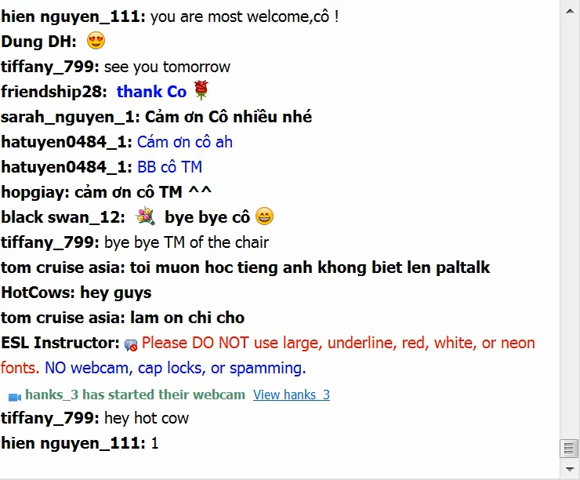 hien nguyen_111: you are most welcome,cô !
Dung DH:
tiffany_799: see you tomorrow
friendship28: thank Co
sarah_nguyen_1: Cảm ơn Cô nhiều nhé
hatuyen0484_1: Cám ơn cô ah
hatuyen0484_1: BB cô TM
hopgiay: cảm ơn cô TM ^^
black swan_12: bye bye cô
tiffany_799: bye bye TM of the chair
tom cruise asia: toi muon hoc tieng anh khong biet len paltalk
HotCows: hey guys
tom cruise asia: lam on chi cho
ESL Instructor: Please DO NOT use large, underline, red, white, or neon
fonts. NO webcam, cap locks, or spamming.
hanks_3 has started their webcam View hanks_3
tiffany_799: hey hot cow
hien nguyen_111: 1